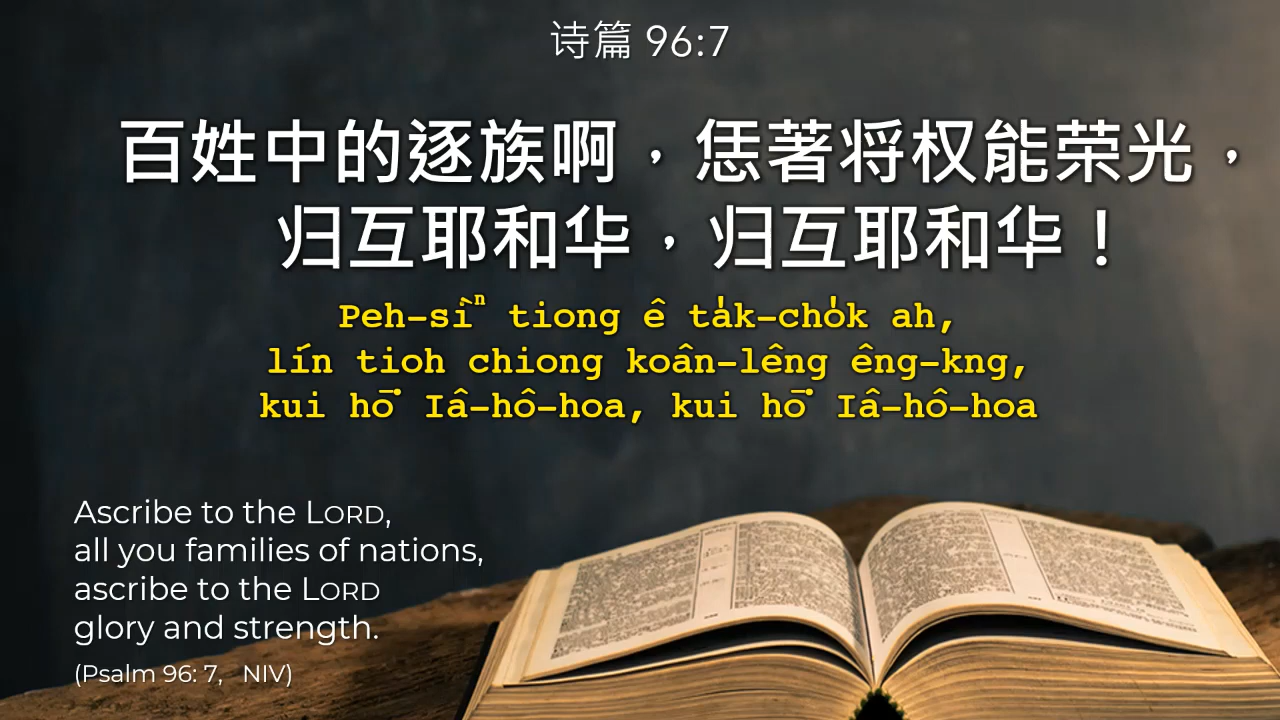 诗篇 96:7
百姓中的逐族啊，恁著将权能荣光，
归互耶和华，归互耶和华！
Peh-sìⁿ tiong ê ta̍k-cho̍k ah,
lín tioh chiong koân-lêng êng-kng,
kui hō͘ Iâ-hô-hoa, kui hō͘ Iâ-hô-hoa
Ascribe to the LORD,
all you families of nations,
ascribe to the LORD
glory and strength.
(Psalm 96: 7, NIV)